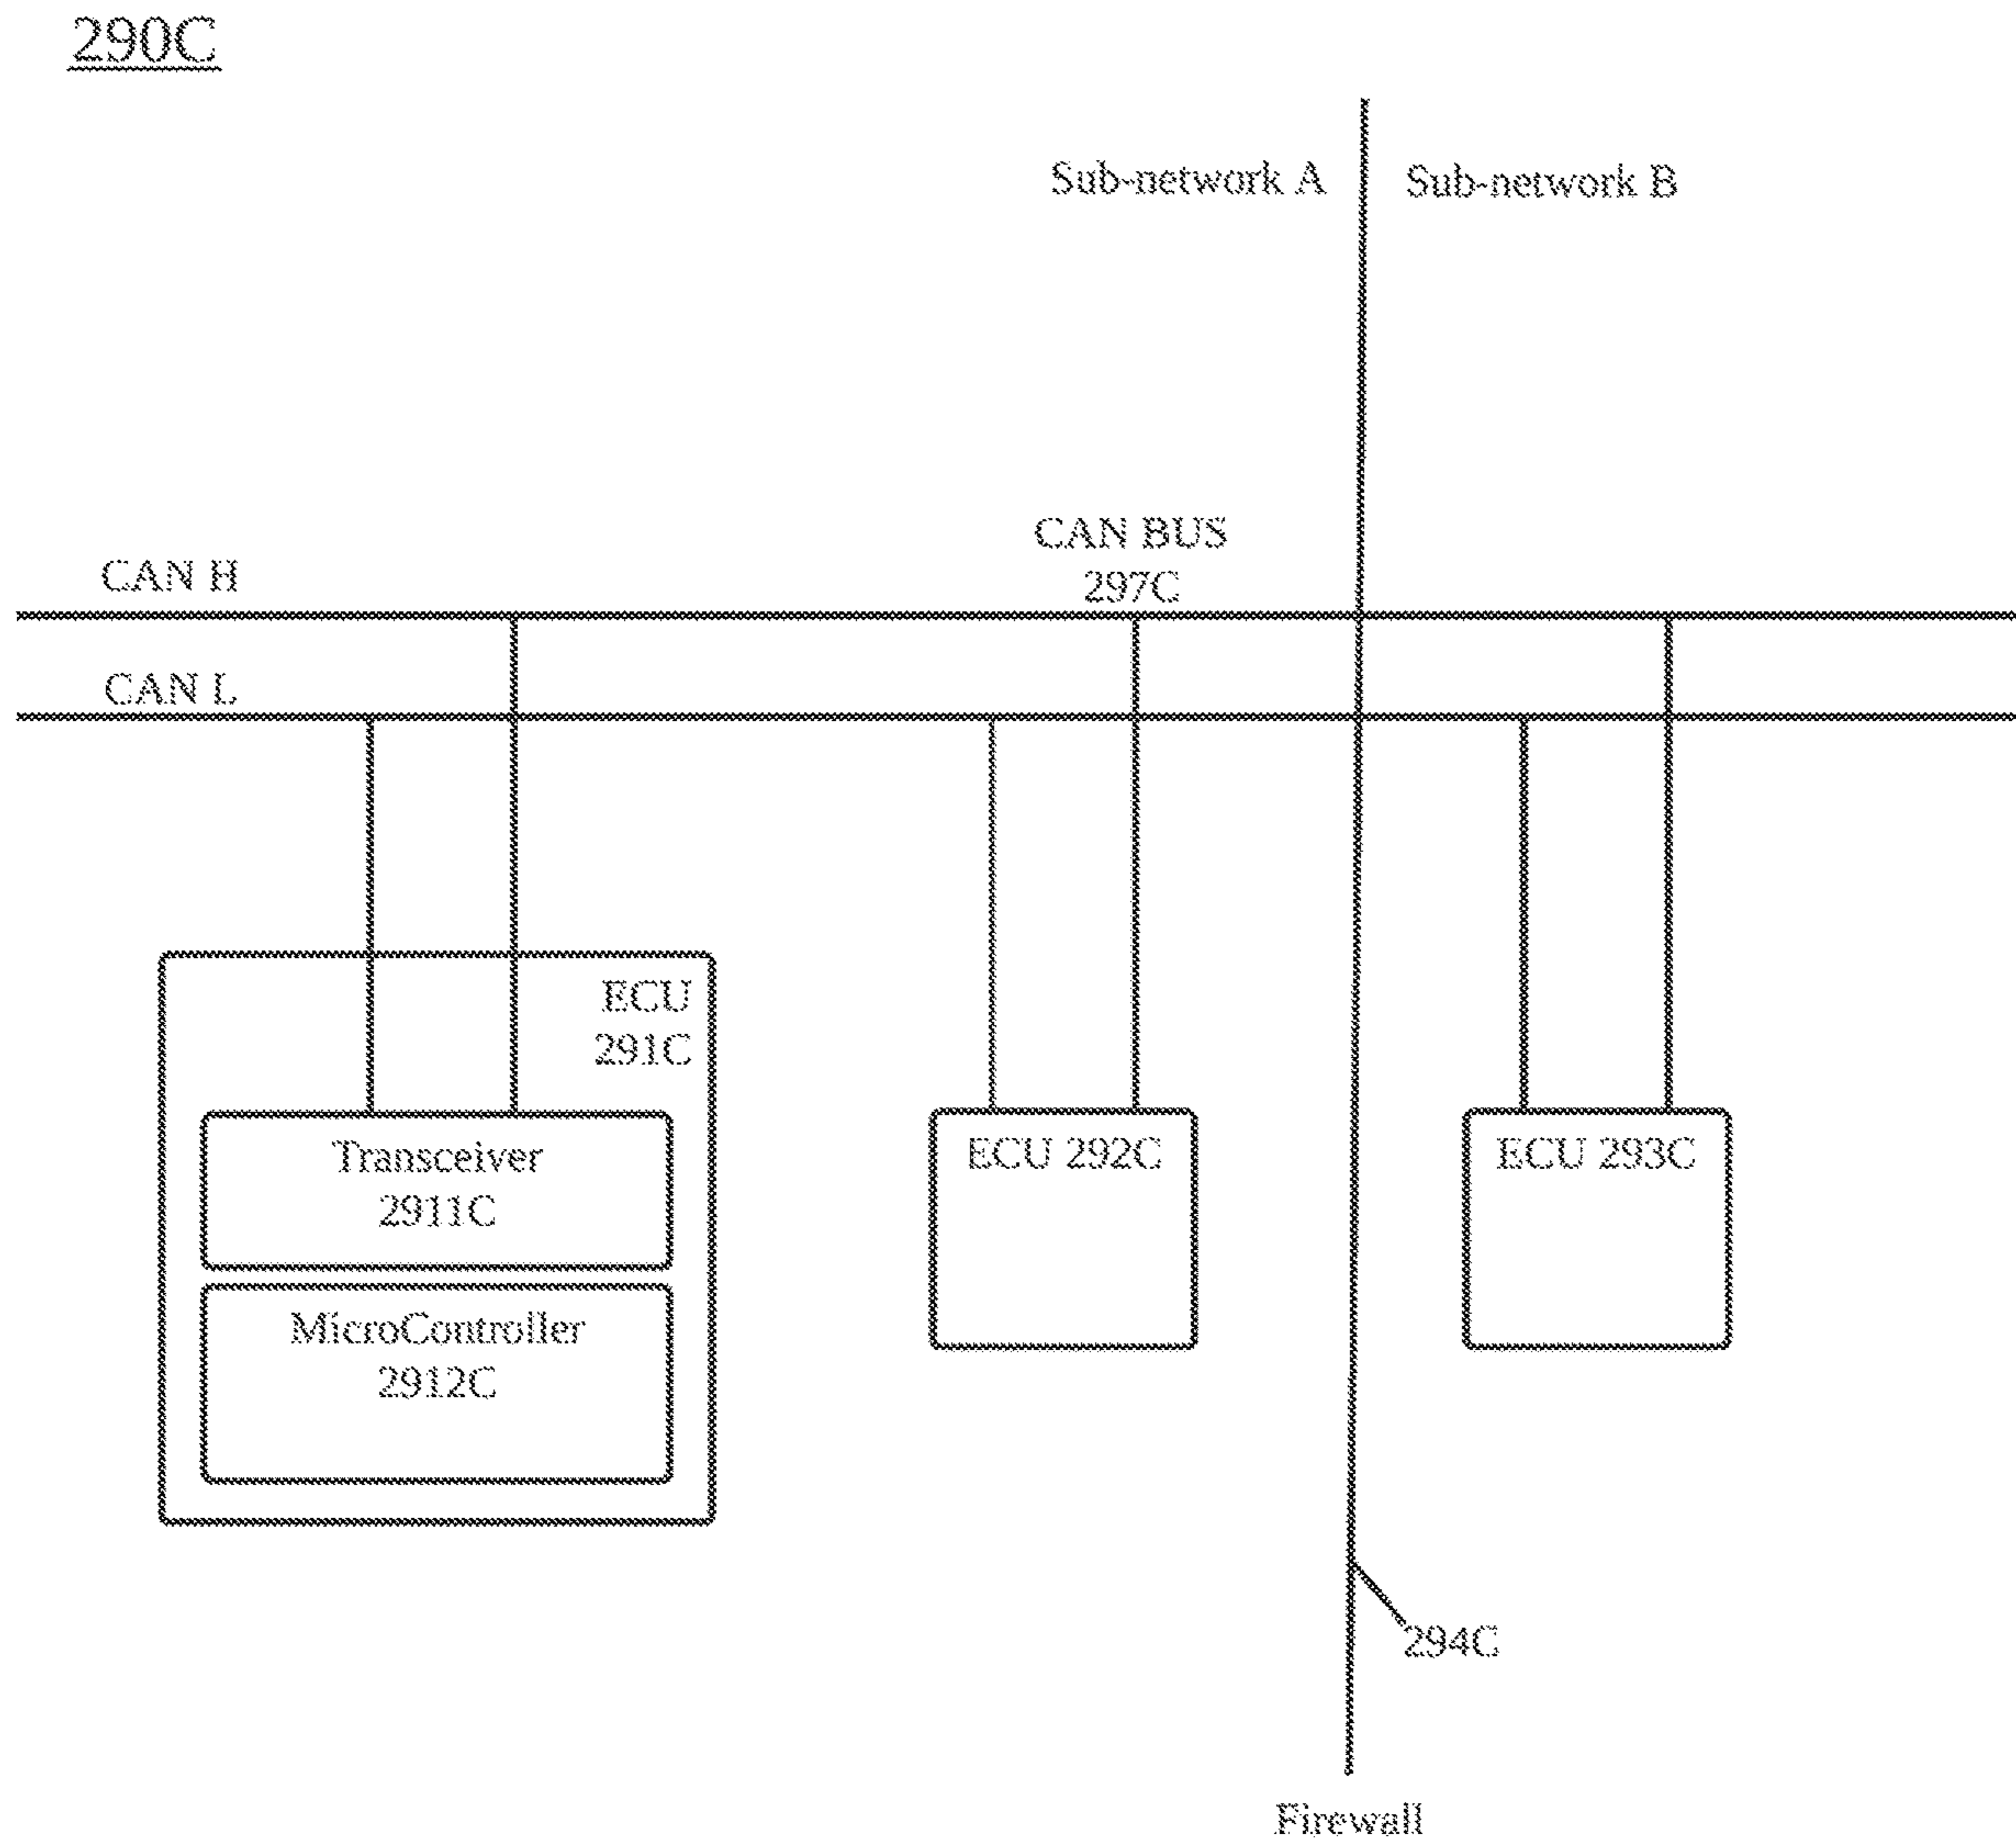 290C
Sub-network A
Sub-network B
CAN BUS
297C
CAN H
CAN L
ECU
291C
Transceiver
2911C
MicroController
2912C
ECU 292C
ECU 293C
294C
Firewall